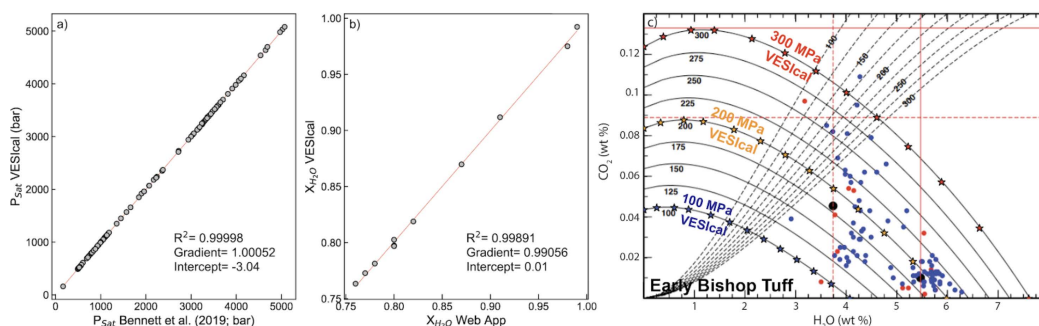 a)
5000
4000
3000
2000
1000
0
0 1000 2000 3000 4000 5000
P_Sat VESIcal (bar)
P_Sat Bennett et al. (2019; bar)
R²= 0.99998
Gradient= 1.00052
Intercept= -3.04
b)
1.00
0.95
0.90
0.85
0.80
0.75
0.75 0.80 0.85 0.90 0.95 1.00
X_H₂O VESIcal
X_H₂O Web App
R²= 0.99891
Gradient= 0.99056
Intercept= 0.01
c)
0.12
0.10
0.08
0.06
0.04
0.02
0 1 2 3 4 5 6 7
CO₂ (wt %)
H₂O (wt %)
300
275
250
225
200
175
150
125
100
100
150
200
250
300
300 MPa
VESIcal
200 MPa
VESIcal
100 MPa
VESIcal
Early Bishop Tuff